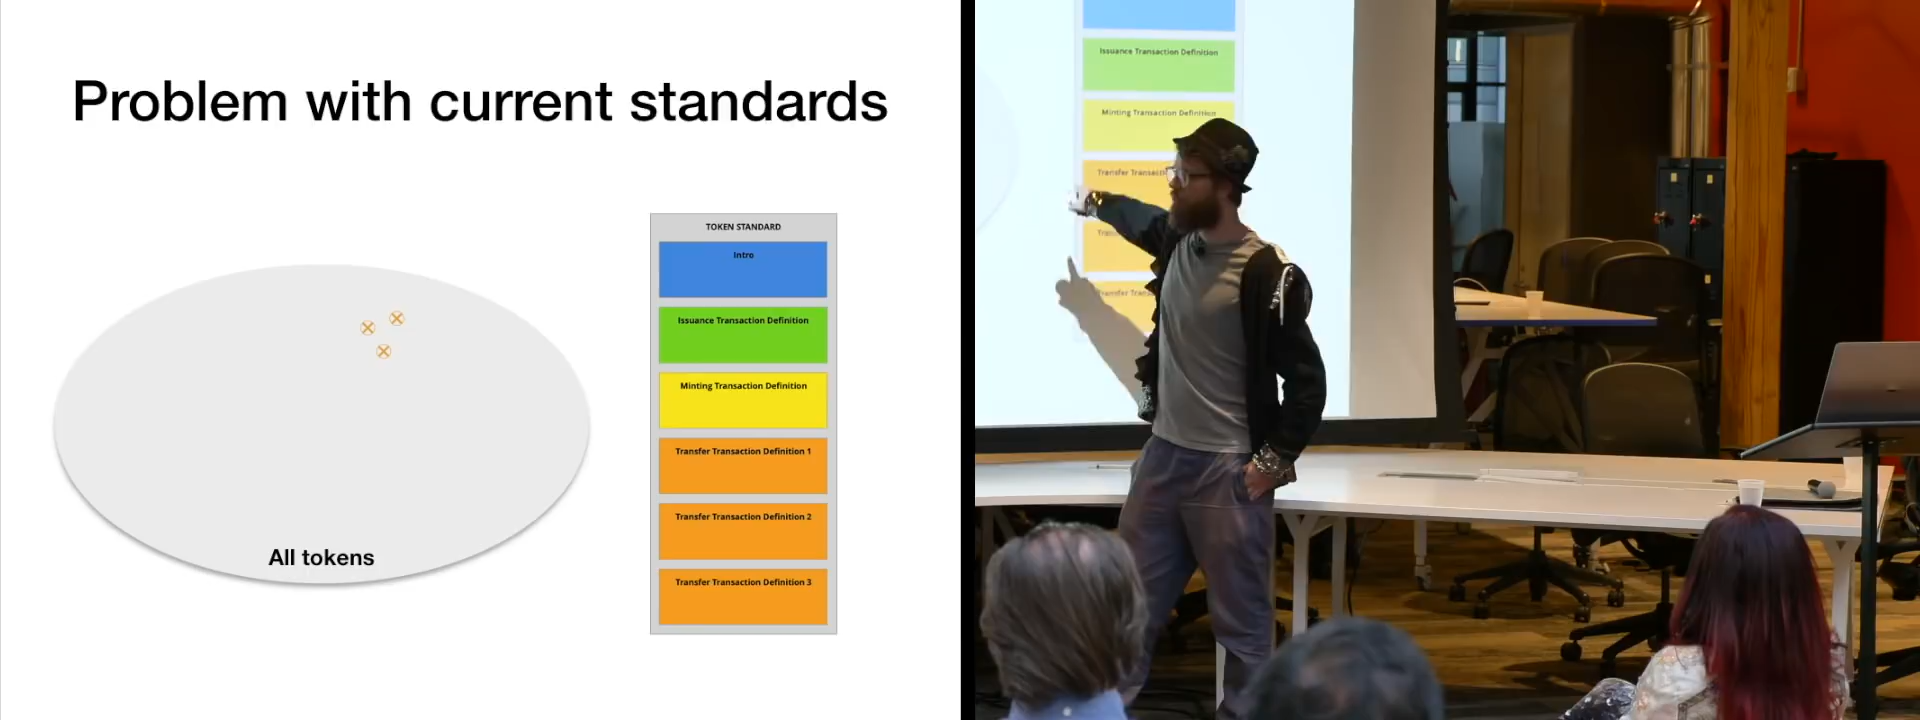 Problem with current standards
TOKEN STANDARD
Intro
Issuance Transaction Definition
Minting Transaction Definition
Transfer Transaction Definition 1
Transfer Transaction Definition 2
Transfer Transaction Definition 3
All tokens
Issuance Transaction Definition
Minting Transaction Definition
Transfer